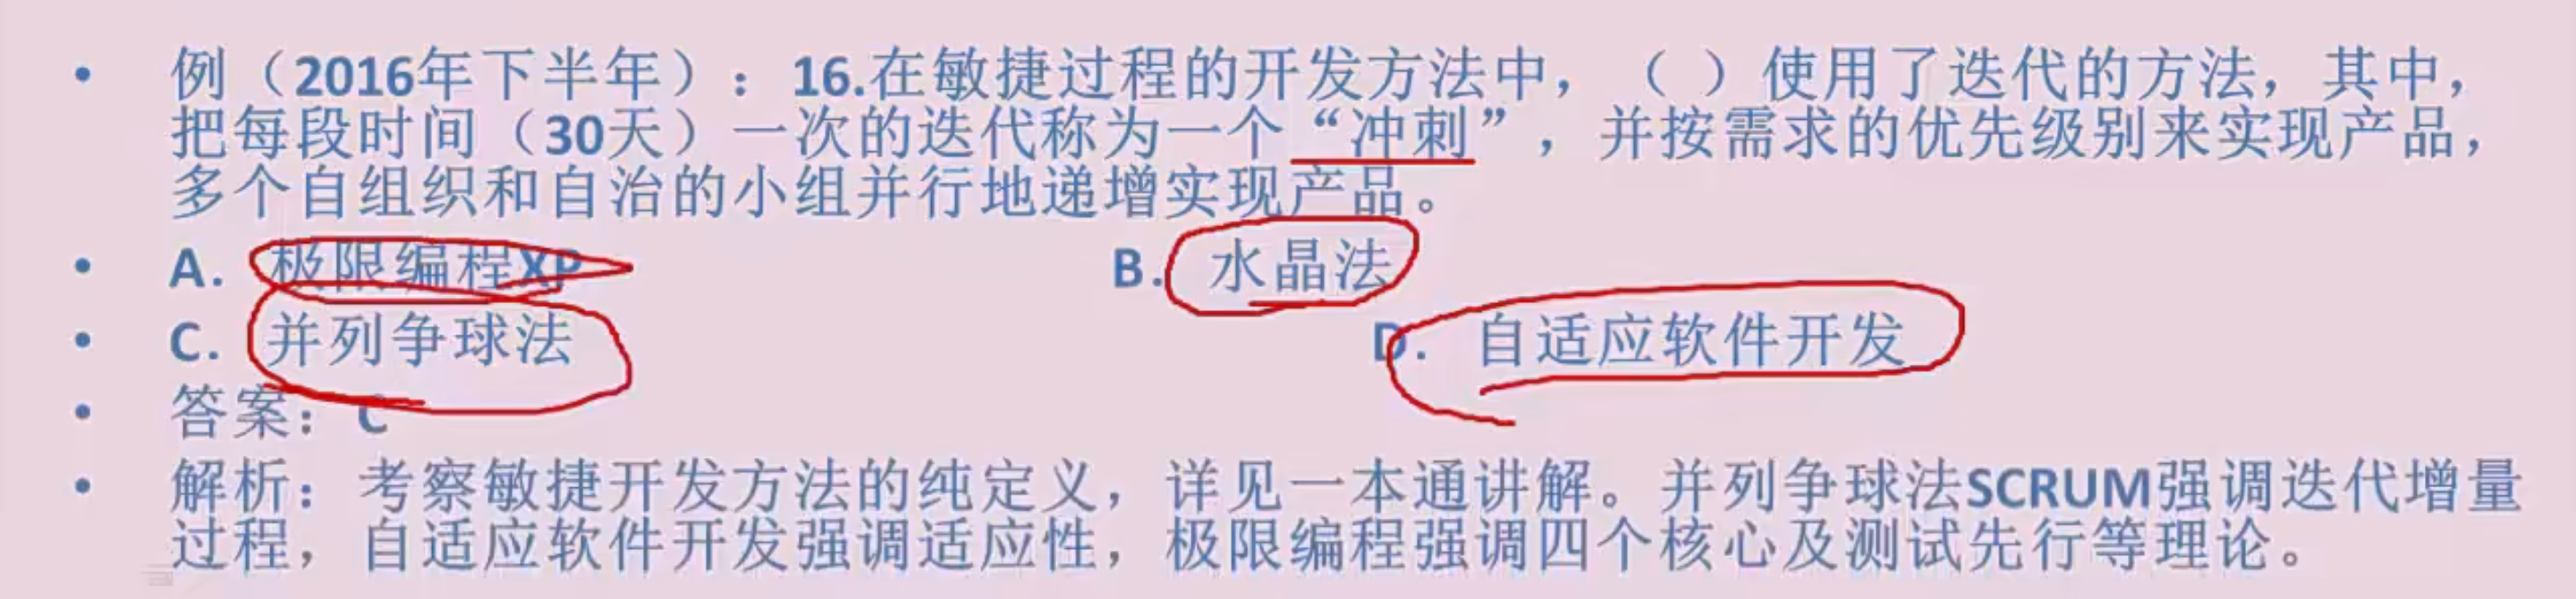 • 例（2016年下半年）：16.在敏捷过程的开发方法中，（ ）使用了迭代的方法，其中，
把每段时间（30天）一次的迭代称为一个“冲刺”，并按需求的优先级别来实现产品，
多个自组织和自治的小组并行地递增实现产品。
• A. 极限编程XP B. 水晶法
• C. 并列争球法 D. 自适应软件开发
• 答案：C
• 解析：考察敏捷开发方法的纯定义，详见一本通讲解。并列争球法SCRUM强调迭代增量
过程，自适应软件开发强调适应性，极限编程强调四个核心及测试先行等理论。